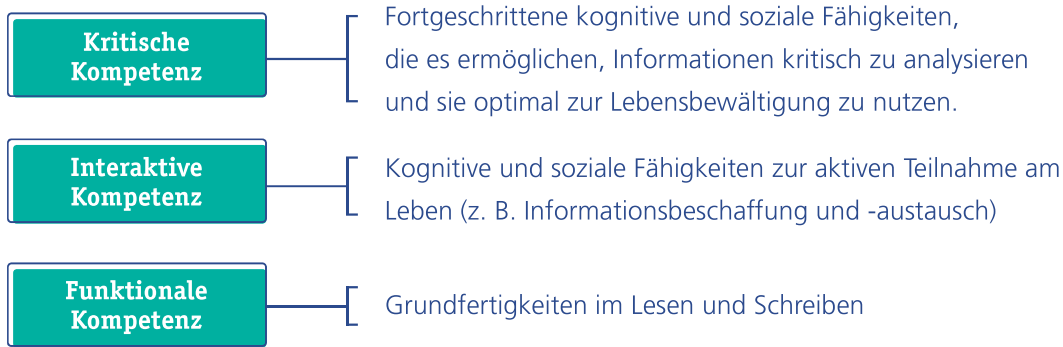 Kritische
Kompetenz
Fortgeschrittene kognitive und soziale Fähigkeiten,
die es ermöglichen, Informationen kritisch zu analysieren
und sie optimal zur Lebensbewältigung zu nutzen.
Interaktive
Kompetenz
Kognitive und soziale Fähigkeiten zur aktiven Teilnahme am
Leben (z. B. Informationsbeschaffung und -austausch)
Funktionale
Kompetenz
Grundfertigkeiten im Lesen und Schreiben